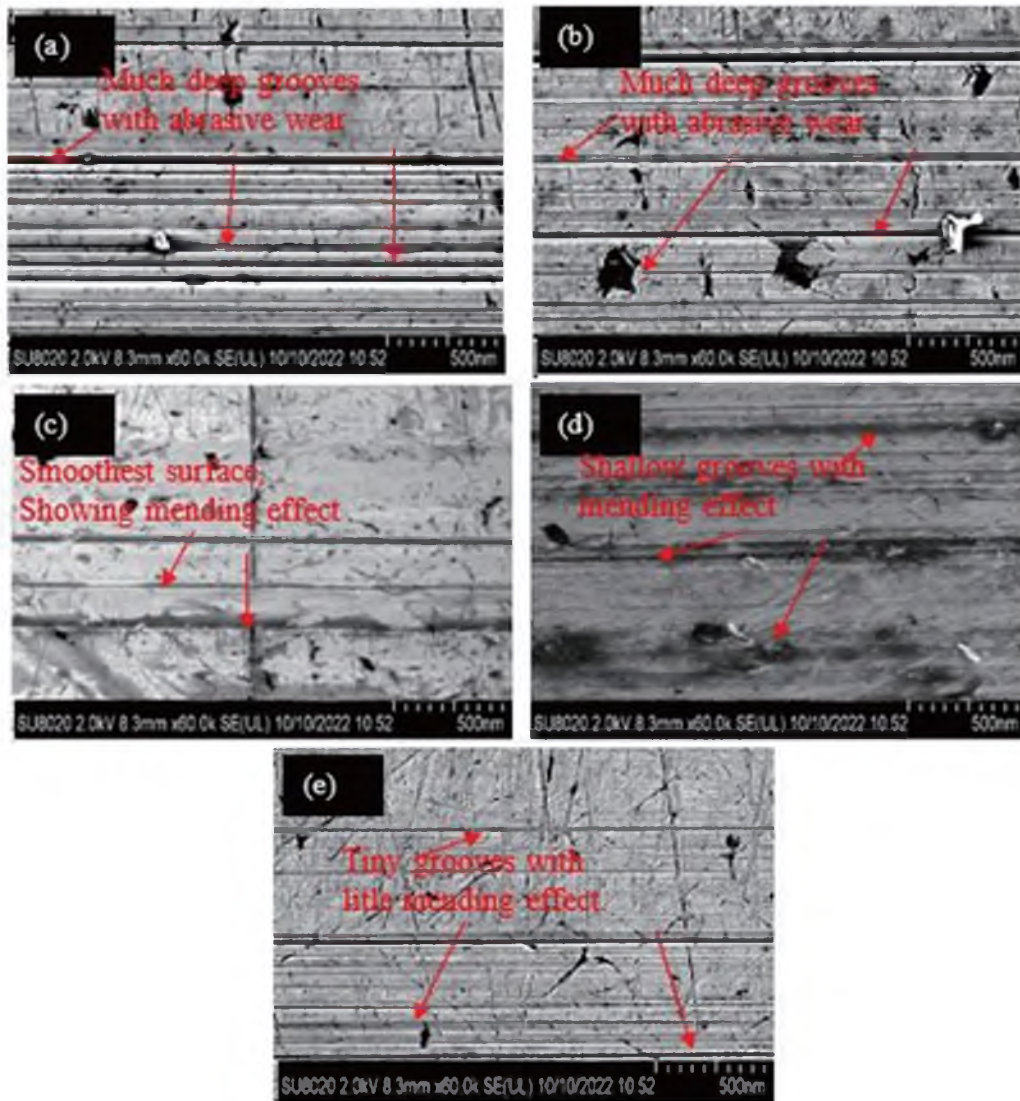 (a)
Much deep grooves
with abrasive wear
SU8020 2.0kV 8.3mm x60.0k SE(UL) 10/10/2022 10:52
500nm
(b)
Much deep grooves
with abrasive wear
SU8020 2.0kV 8.3mm x60.0k SE(UL) 10/10/2022 10:52
500nm
(c)
Smoothest surface,
Showing mending effect
SU8020 2.0kV 8.3mm x60.0k SE(UL) 10/10/2022 10:52
500nm
(d)
Shallow grooves with
mending effect
SU8020 2.0kV 8.3mm x60.0k SE(UL) 10/10/2022 10:52
500nm
(e)
Tiny grooves with
little mending effect
SU8020 2.0kV 8.3mm x60.0k SE(UL) 10/10/2022 10:52
500nm